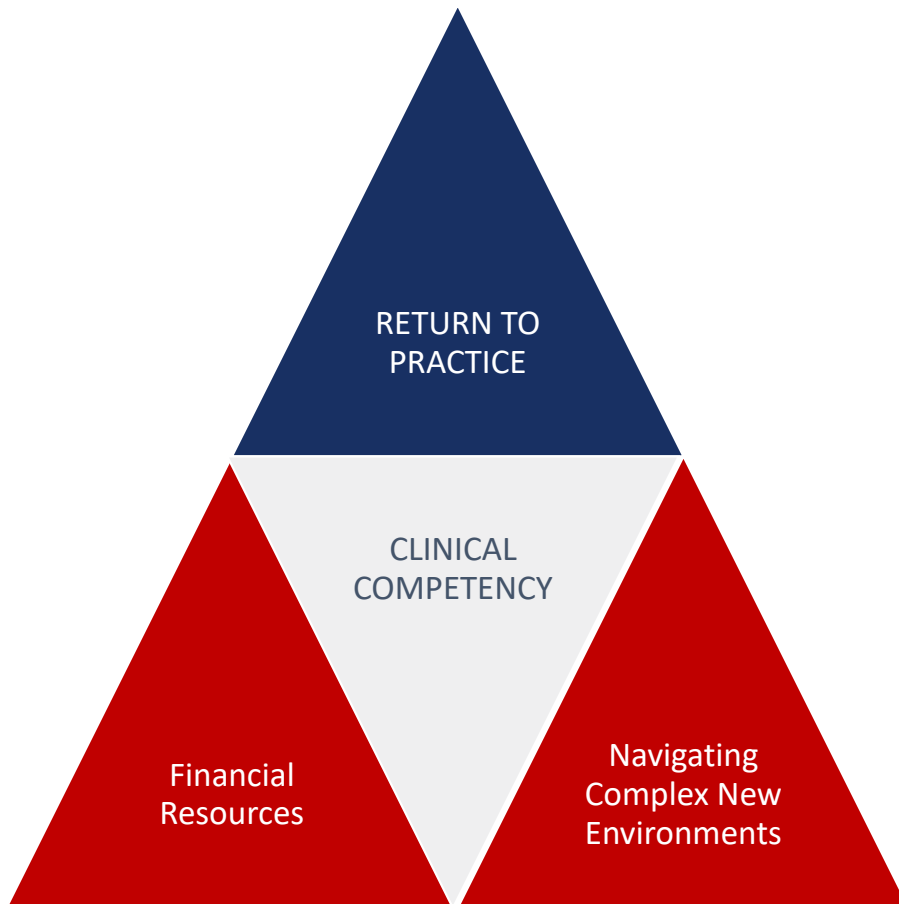 RETURN TO
PRACTICE
CLINICAL
COMPETENCY
Financial
Resources
Navigating
Complex New
Environments